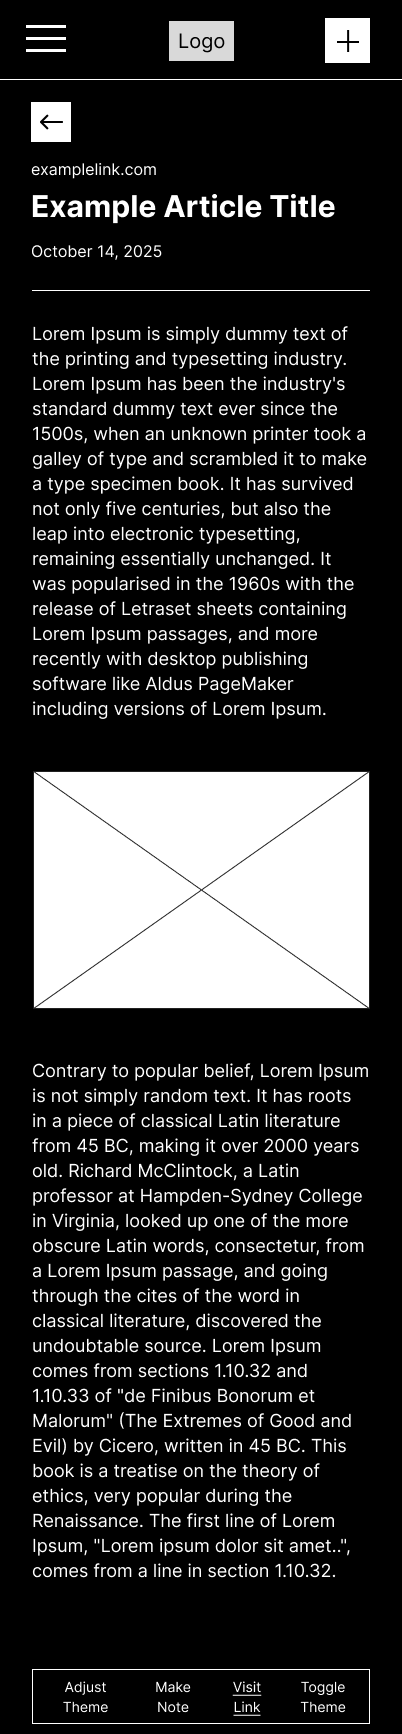 Logo
examplelink.com
Example Article Title
October 14, 2025
Lorem Ipsum is simply dummy text of
the printing and typesetting industry.
Lorem Ipsum has been the industry's
standard dummy text ever since the
1500s, when an unknown printer took a
galley of type and scrambled it to make
a type specimen book. It has survived
not only five centuries, but also the
leap into electronic typesetting,
remaining essentially unchanged. It
was popularised in the 1960s with the
release of Letraset sheets containing
Lorem Ipsum passages, and more
recently with desktop publishing
software like Aldus PageMaker
including versions of Lorem Ipsum.
Contrary to popular belief, Lorem Ipsum
is not simply random text. It has roots
in a piece of classical Latin literature
from 45 BC, making it over 2000 years
old. Richard McClintock, a Latin
professor at Hampden-Sydney College
in Virginia, looked up one of the more
obscure Latin words, consectetur, from
a Lorem Ipsum passage, and going
through the cites of the word in
classical literature, discovered the
undoubtable source. Lorem Ipsum
comes from sections 1.10.32 and
1.10.33 of "de Finibus Bonorum et
Malorum" (The Extremes of Good and
Evil) by Cicero, written in 45 BC. This
book is a treatise on the theory of
ethics, very popular during the
Renaissance. The first line of Lorem
Ipsum, "Lorem ipsum dolor sit amet..",
comes from a line in section 1.10.32.
Adjust Theme
Make Note
Visit Link
Toggle Theme